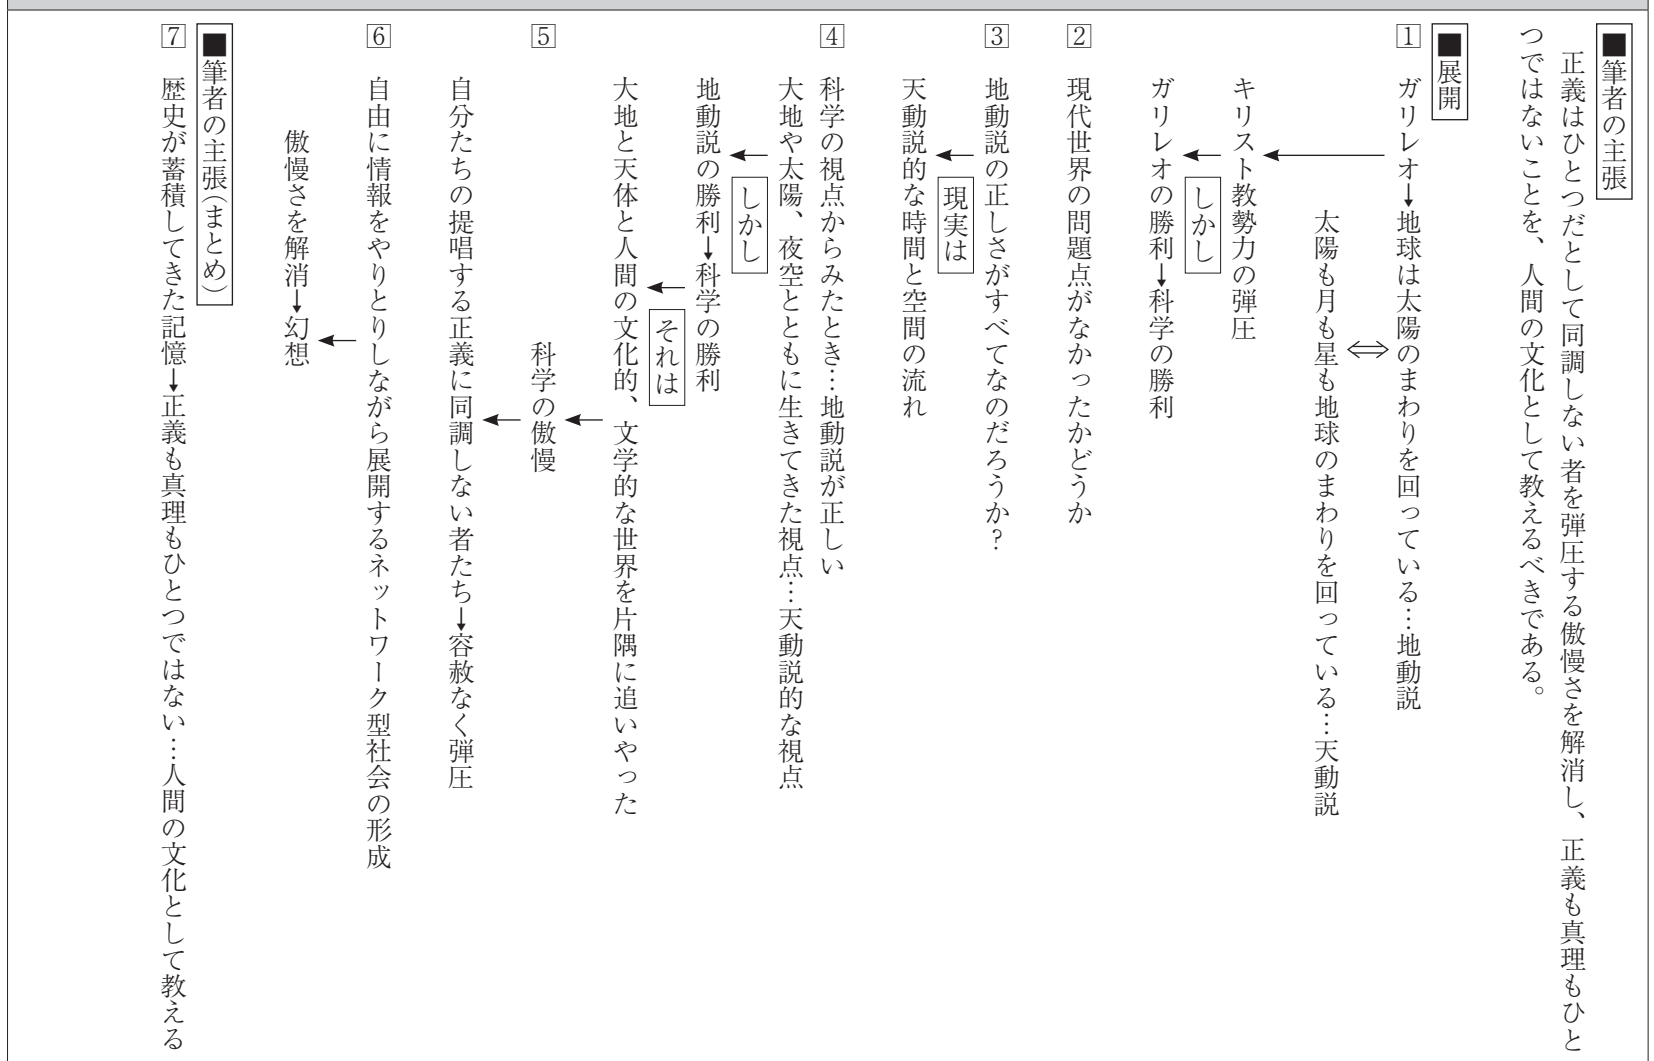 ■筆者の主張
正義はひとつだとして同調しない者を弾圧する傲慢さを解消し、正義も真理もひと
つではないことを、人間の文化として教えるべきである。
■展開
1 ガリレオ→地球は太陽のまわりを回っている…地動説
⇔
太陽も月も星も地球のまわりを回っている…天動説
キリスト教勢力の弾圧
しかし
ガリレオの勝利→科学の勝利
2 現代世界の問題点がなかったかどうか
3 地動説の正しさがすべてなのだろうか?
現実は
天動説的な時間と空間の流れ
4 科学の視点からみたとき…地動説が正しい
大地や太陽、夜空とともに生きてきた視点…天動説的な視点
しかし
地動説の勝利→科学の勝利
それは
大地と天体と人間の文化的、文学的な世界を片隅に追いやった
5 科学の傲慢
自分たちの提唱する正義に同調しない者たち→容赦なく弾圧
6 自由に情報をやりとりしながら展開するネットワーク型社会の形成
傲慢さを解消→幻想
■筆者の主張(まとめ)
7 歴史が蓄積してきた記憶→正義も真理もひとつではない…人間の文化として教える